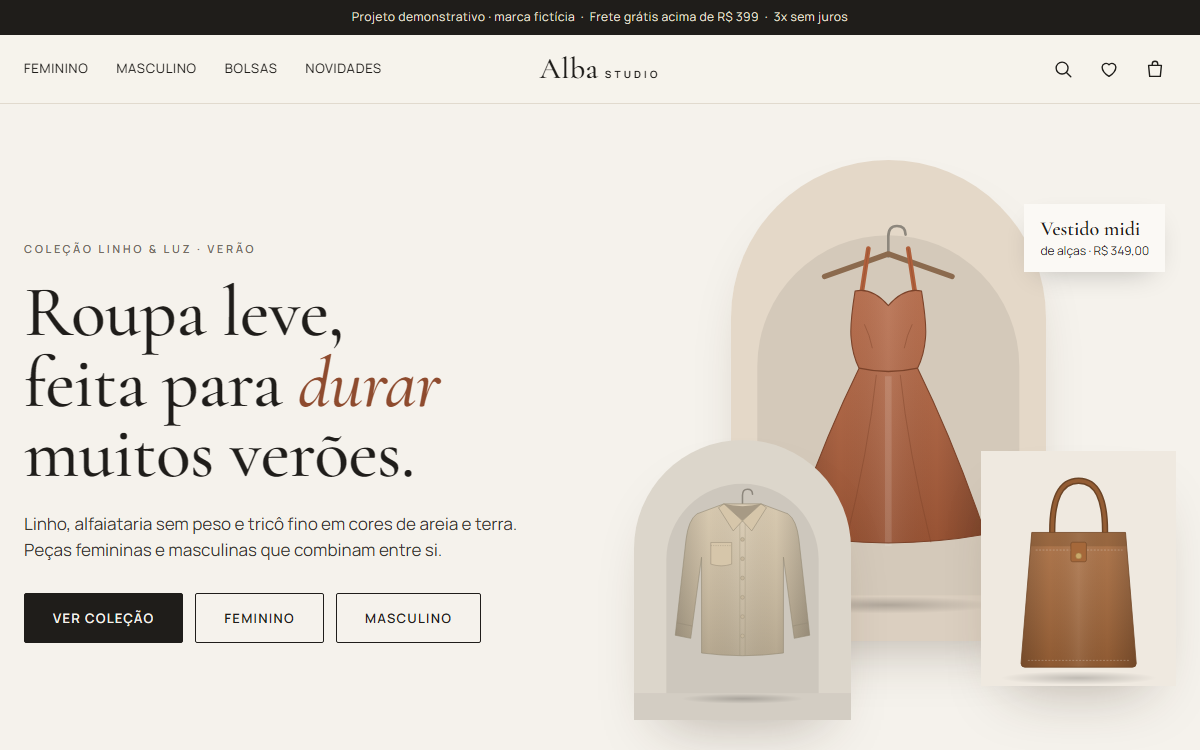 Projeto demonstrativo · marca fictícia · Frete grátis acima de R$ 399 · 3x sem juros
FEMININO MASCULINO BOLSAS NOVIDADES
Alba STUDIO
COLEÇÃO LINHO & LUZ · VERÃO
Roupa leve,
feita para durar
muitos verões.
Linho, alfaiataria sem peso e tricô fino em cores de areia e terra.
Peças femininas e masculinas que combinam entre si.
VER COLEÇÃO FEMININO MASCULINO
Vestido midi
de alças · R$ 349,00